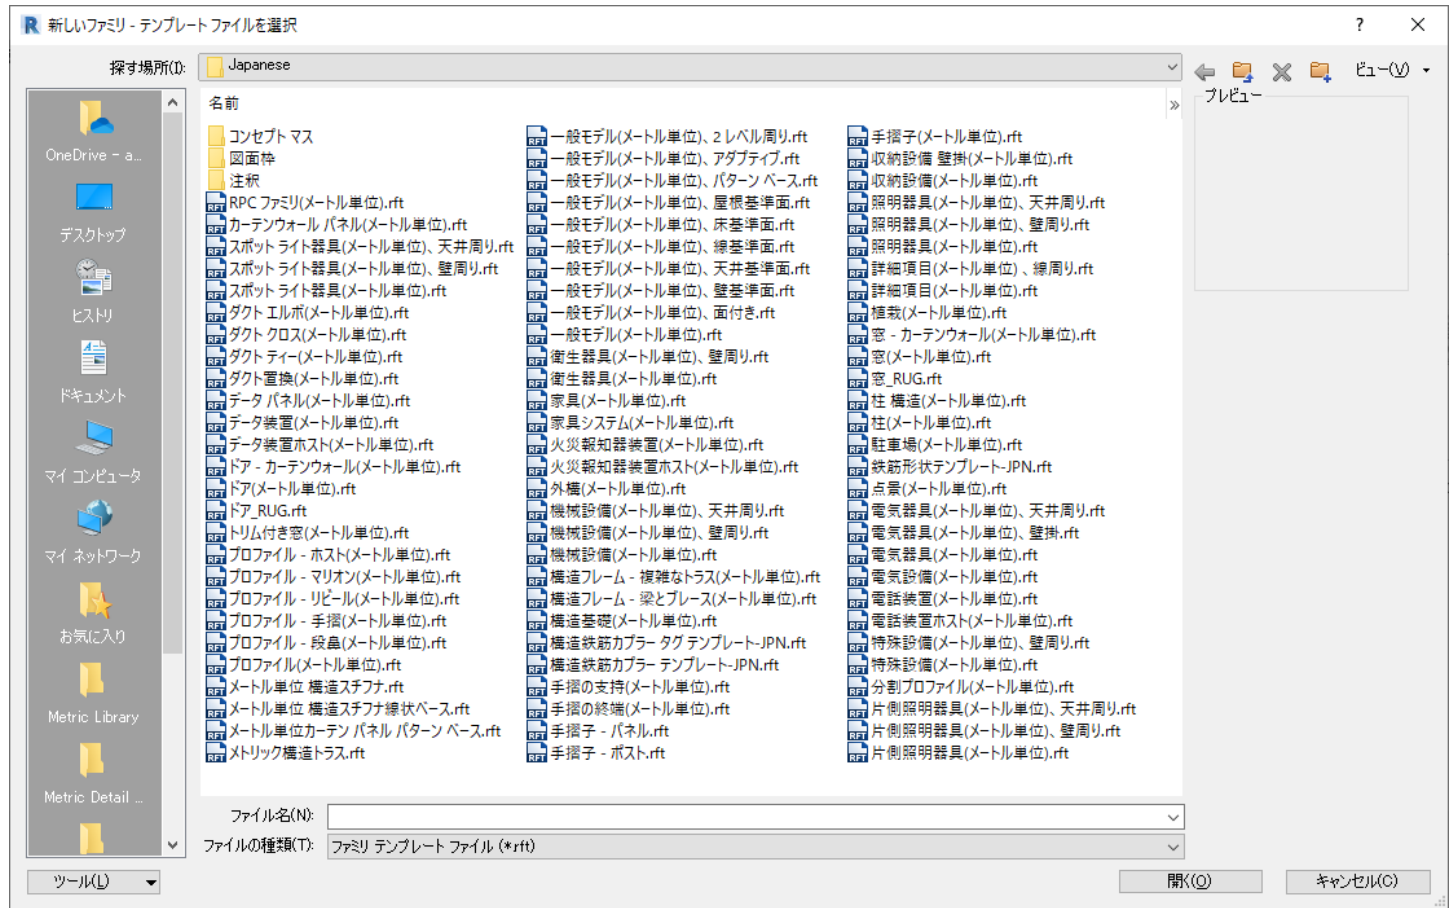 新しいファミリ - テンプレート ファイルを選択
探す場所(I):
Japanese
ビュー(V)
OneDrive - a...
デスクトップ
ヒストリ
ドキュメント
マイ コンピュータ
マイ ネットワーク
お気に入り
Metric Library
Metric Detail ...
名前
コンセプト マス
図面枠
注釈
RPC ファミリ(メートル単位).rft
カーテンウォール パネル(メートル単位).rft
スポット ライト器具(メートル単位)、天井周り.rft
スポット ライト器具(メートル単位)、壁周り.rft
スポット ライト器具(メートル単位).rft
ダクト エルボ(メートル単位).rft
ダクト クロス(メートル単位).rft
ダクト ティー(メートル単位).rft
ダクト置換(メートル単位).rft
データ パネル(メートル単位).rft
データ装置(メートル単位).rft
データ装置ホスト(メートル単位).rft
ドア - カーテンウォール(メートル単位).rft
ドア(メートル単位).rft
ドア_RUG.rft
トリム付き窓(メートル単位).rft
プロファイル - ホスト(メートル単位).rft
プロファイル - マリオン(メートル単位).rft
プロファイル - リビール(メートル単位).rft
プロファイル - 手摺(メートル単位).rft
プロファイル - 段鼻(メートル単位).rft
プロファイル(メートル単位).rft
メートル単位 構造スチフナ.rft
メートル単位 構造スチフナ線状ベース.rft
メートル単位カーテン パネル パターン ベース.rft
メトリック構造トラス.rft
一般モデル(メートル単位)、2 レベル周り.rft
一般モデル(メートル単位)、アダプティブ.rft
一般モデル(メートル単位)、パターン ベース.rft
一般モデル(メートル単位)、屋根基準面.rft
一般モデル(メートル単位)、床基準面.rft
一般モデル(メートル単位)、線基準面.rft
一般モデル(メートル単位)、天井基準面.rft
一般モデル(メートル単位)、壁基準面.rft
一般モデル(メートル単位)、面付き.rft
一般モデル(メートル単位).rft
衛生器具(メートル単位)、壁周り.rft
衛生器具(メートル単位).rft
家具(メートル単位).rft
家具システム(メートル単位).rft
火災報知器装置(メートル単位).rft
火災報知器装置ホスト(メートル単位).rft
外構(メートル単位).rft
機械設備(メートル単位)、天井周り.rft
機械設備(メートル単位)、壁周り.rft
機械設備(メートル単位).rft
構造フレーム - 複雑なトラス(メートル単位).rft
構造フレーム - 梁とブレース(メートル単位).rft
構造基礎(メートル単位).rft
構造鉄筋カプラー タグ テンプレート-JPN.rft
構造鉄筋カプラー テンプレート-JPN.rft
手摺の支持(メートル単位).rft
手摺の終端(メートル単位).rft
手摺子 - パネル.rft
手摺子 - ポスト.rft
手摺子(メートル単位).rft
収納設備 壁掛(メートル単位).rft
収納設備(メートル単位).rft
照明器具(メートル単位)、天井周り.rft
照明器具(メートル単位)、壁周り.rft
照明器具(メートル単位).rft
詳細項目(メートル単位) 、線周り.rft
詳細項目(メートル単位).rft
植栽(メートル単位).rft
窓 - カーテンウォール(メートル単位).rft
窓(メートル単位).rft
窓_RUG.rft
柱 構造(メートル単位).rft
柱(メートル単位).rft
駐車場(メートル単位).rft
鉄筋形状テンプレート-JPN.rft
点景(メートル単位).rft
電気器具(メートル単位)、天井周り.rft
電気器具(メートル単位)、壁掛.rft
電気器具(メートル単位).rft
電気設備(メートル単位).rft
電話装置(メートル単位).rft
電話装置ホスト(メートル単位).rft
特殊設備(メートル単位)、壁周り.rft
特殊設備(メートル単位).rft
分割プロファイル(メートル単位).rft
片側照明器具(メートル単位)、天井周り.rft
片側照明器具(メートル単位)、壁周り.rft
片側照明器具(メートル単位).rft
プレビュー
ファイル名(N):
ファイルの種類(T):
ファミリ テンプレート ファイル (*.rft)
ツール(L)
開く(O)
キャンセル(C)